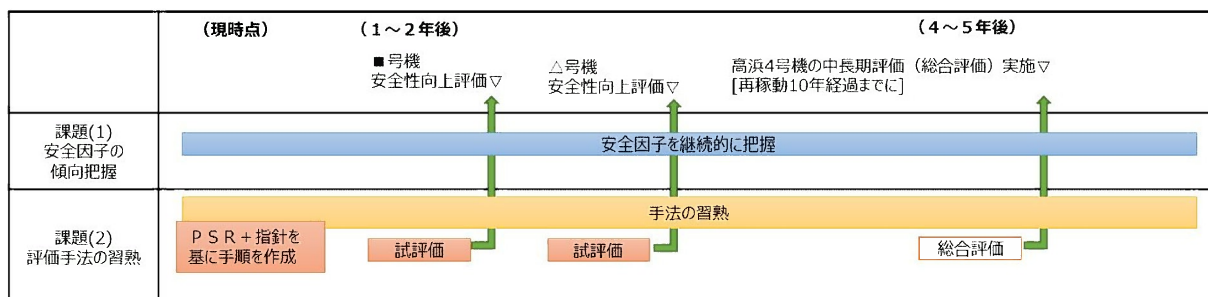 (現時点)
(1~2年後)
(4~5年後)
■号機
安全性向上評価▽
△号機
安全性向上評価▽
高浜4号機の中長期評価(総合評価)実施▽
[再稼動10年経過までに]
課題(1)
安全因子の
傾向把握
安全因子を継続的に把握
課題(2)
評価手法の習熟
手法の習熟
PSR+指針を
基に手順を作成
試評価
試評価
総合評価